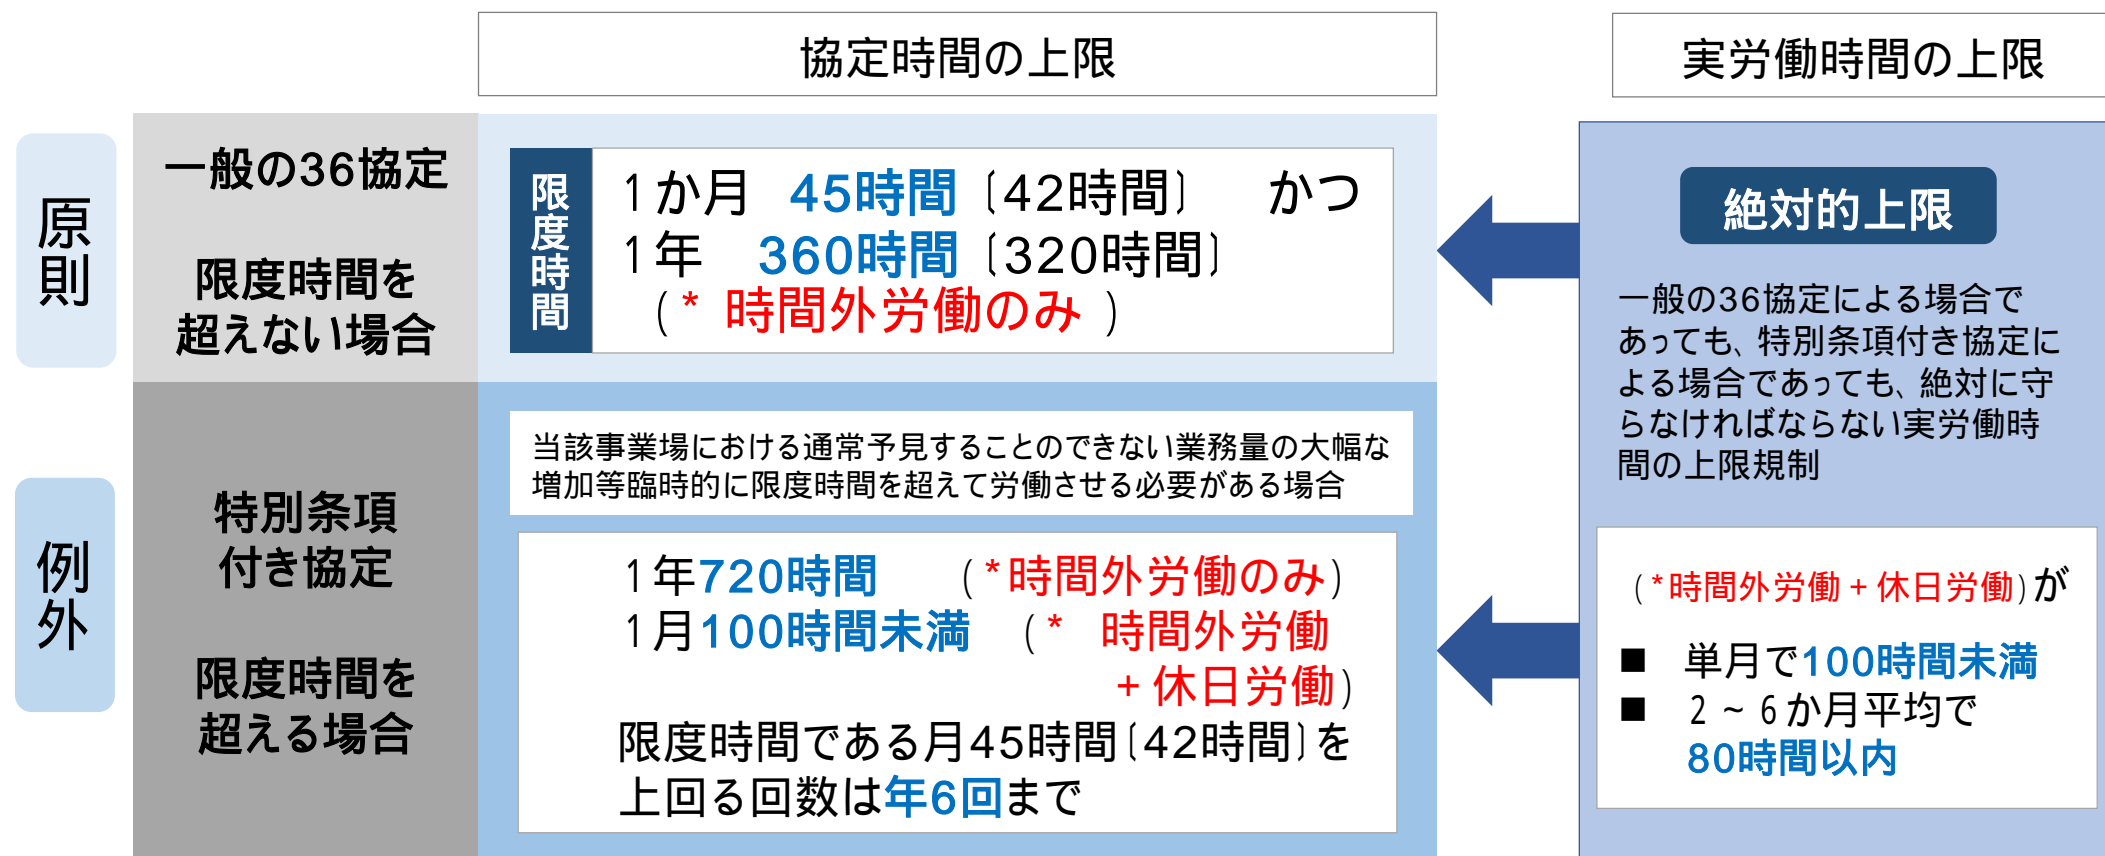 協定時間の上限
実労働時間の上限
原則
一般の36協定
限度時間を
超えない場合
限度時間
1か月 45時間〔42時間〕 かつ
1年 360時間〔320時間〕
(* 時間外労働のみ )
絶対的上限
一般の36協定による場合で
あっても、特別条項付き協定に
よる場合であっても、絶対に守
らなければならない実労働時
間の上限規制
例外
特別条項
付き協定
限度時間を
超える場合
当該事業場における通常予見することのできない業務量の大幅な
増加等臨時的に限度時間を超えて労働させる必要がある場合
1年720時間 (*時間外労働のみ)
1月100時間未満 (* 時間外労働
+休日労働)
限度時間である月45時間〔42時間〕を
上回る回数は年6回まで
(*時間外労働+休日労働)が
■ 単月で100時間未満
■ 2~6か月平均で
80時間以内